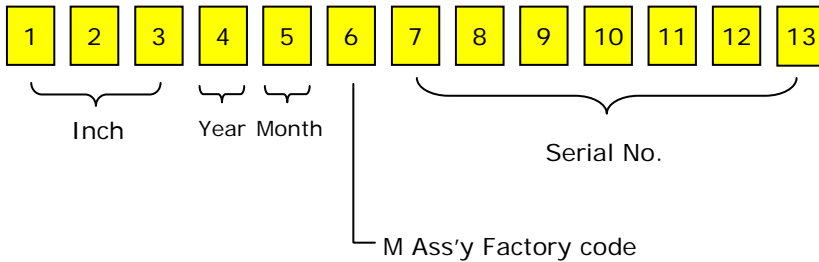 1 2 3 4 5 6 7 8 9 10 11 12 13
Inch Year Month Serial No.
M Ass'y Factory code